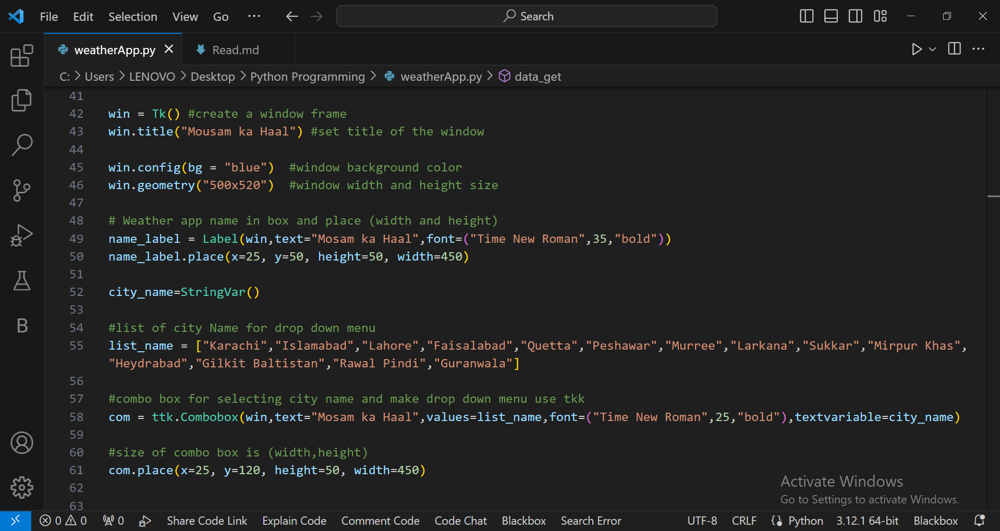 File Edit Selection View Go ··· Search
weatherApp.py Read.md
C: > Users > LENOVO > Desktop > Python Programming > weatherApp.py > data_get
41
42 win = Tk() #create a window frame
43 win.title("Mousam ka Haal") #set title of the window
44
45 win.config(bg = "blue")  #window background color
46 win.geometry("500x520")  #window width and height size
47
48 # Weather app name in box and place (width and height)
49 name_label = Label(win,text="Mosam ka Haal",font=("Time New Roman",35,"bold"))
50 name_label.place(x=25, y=50, height=50, width=450)
51
52 city_name=StringVar()
53
54 #list of city Name for drop down menu
55 list_name = ["Karachi","Islamabad","Lahore","Faisalabad","Quetta","Peshawar","Murree","Larkana","Sukkar","Mirpur Khas",
"Heydrabad","Gilkit Baltistan","Rawal Pindi","Guranwala"]
56
57 #combo box for selecting city name and make drop down menu use tkk
58 com = ttk.Combobox(win,text="Mosam ka Haal",values=list_name,font=("Time New Roman",25,"bold"),textvariable=city_name)
59
60 #size of combo box is (width,height)
61 com.place(x=25, y=120, height=50, width=450)
62
63
B
Activate Windows
Go to Settings to activate Windows.
0 0 0 Share Code Link Explain Code Comment Code Code Chat Blackbox Search Error UTF-8 CRLF Python 3.12.1 64-bit Blackbox